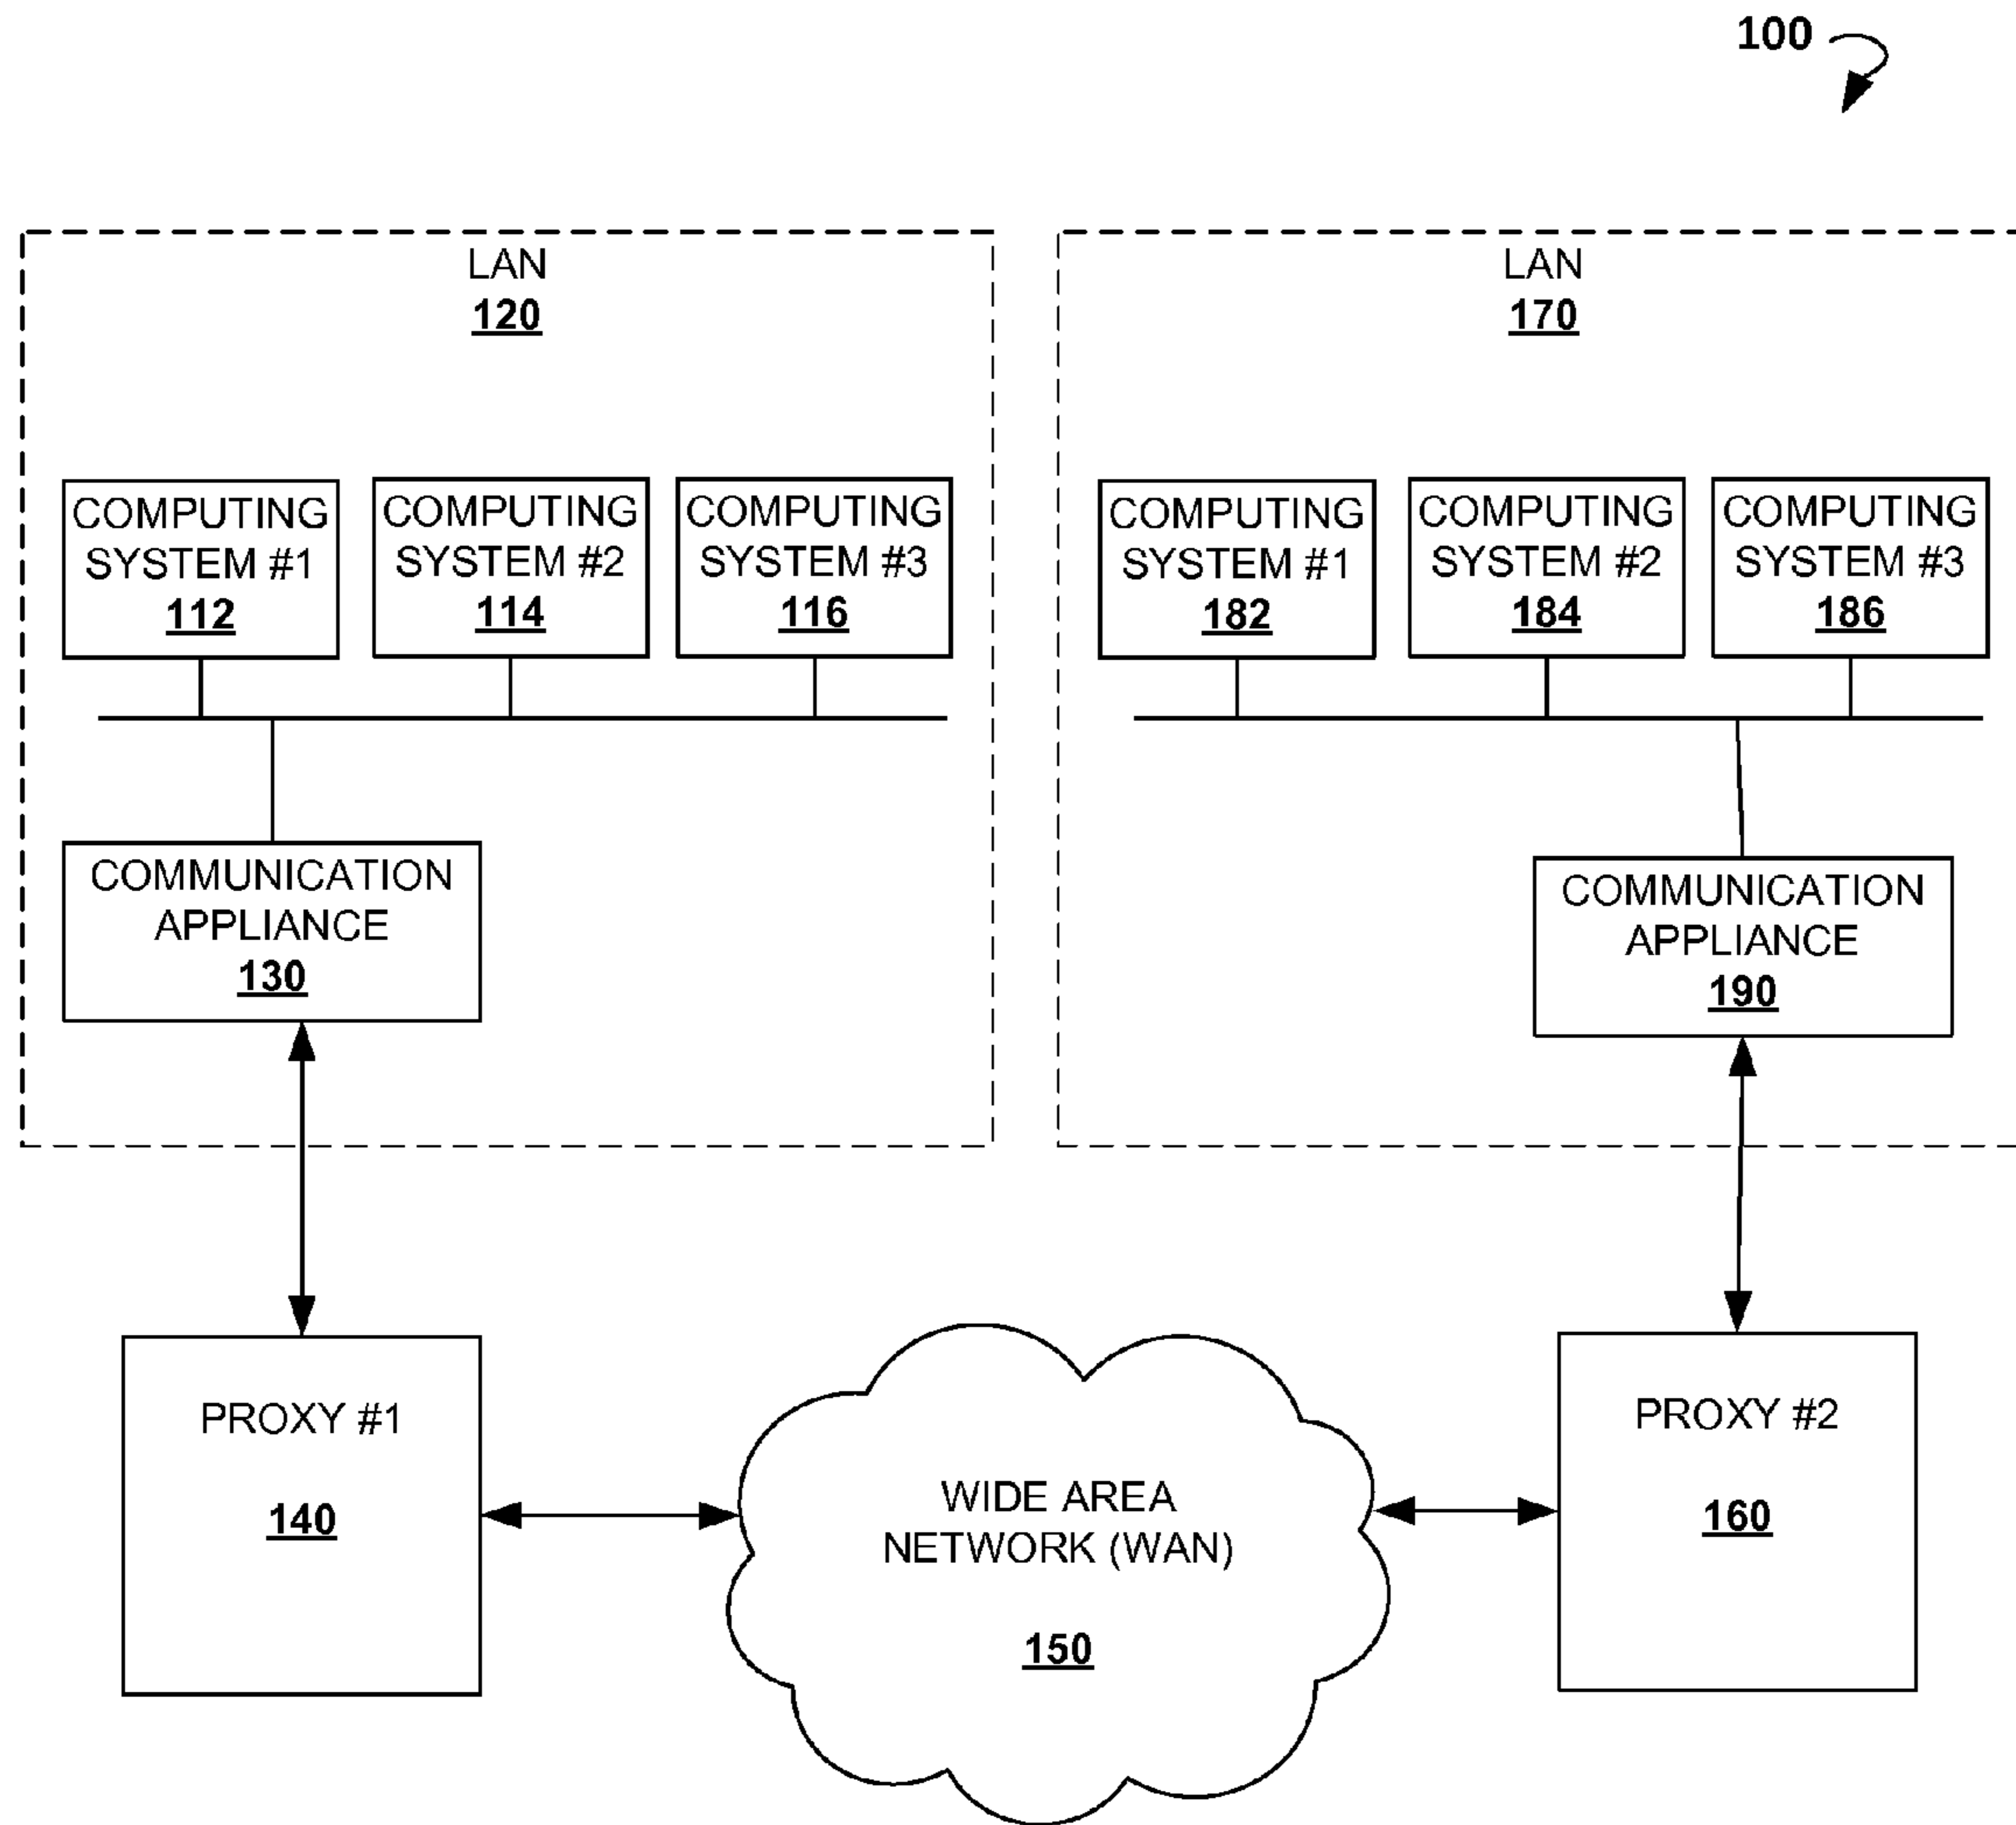 100
LAN
120
LAN
170
COMPUTING
SYSTEM #1
112
COMPUTING
SYSTEM #2
114
COMPUTING
SYSTEM #3
116
COMPUTING
SYSTEM #1
182
COMPUTING
SYSTEM #2
184
COMPUTING
SYSTEM #3
186
COMMUNICATION
APPLIANCE
130
COMMUNICATION
APPLIANCE
190
PROXY #1
140
WIDE AREA
NETWORK (WAN)
150
PROXY #2
160